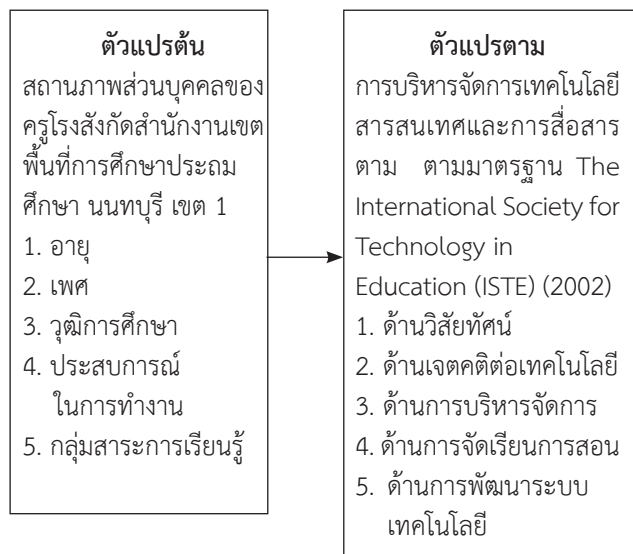 ตัวแปรต้น
สถานภาพส่วนบุคคลของ
ครูโรงสังกัดสำนักงานเขต
พื้นที่การศึกษาประถม
ศึกษา นนทบุรี เขต 1
1. อายุ
2. เพศ
3. วุฒิการศึกษา
4. ประสบการณ์
ในการทำงาน
5. กลุ่มสาระการเรียนรู้
ตัวแปรตาม
การบริหารจัดการเทคโนโลยี
สารสนเทศและการสื่อสาร
ตาม ตามมาตรฐาน The
International Society for
Technology in
Education (ISTE) (2002)
1. ด้านวิสัยทัศน์
2. ด้านเจตคติต่อเทคโนโลยี
3. ด้านการบริหารจัดการ
4. ด้านการจัดเรียนการสอน
5. ด้านการพัฒนาระบบ
เทคโนโลยี